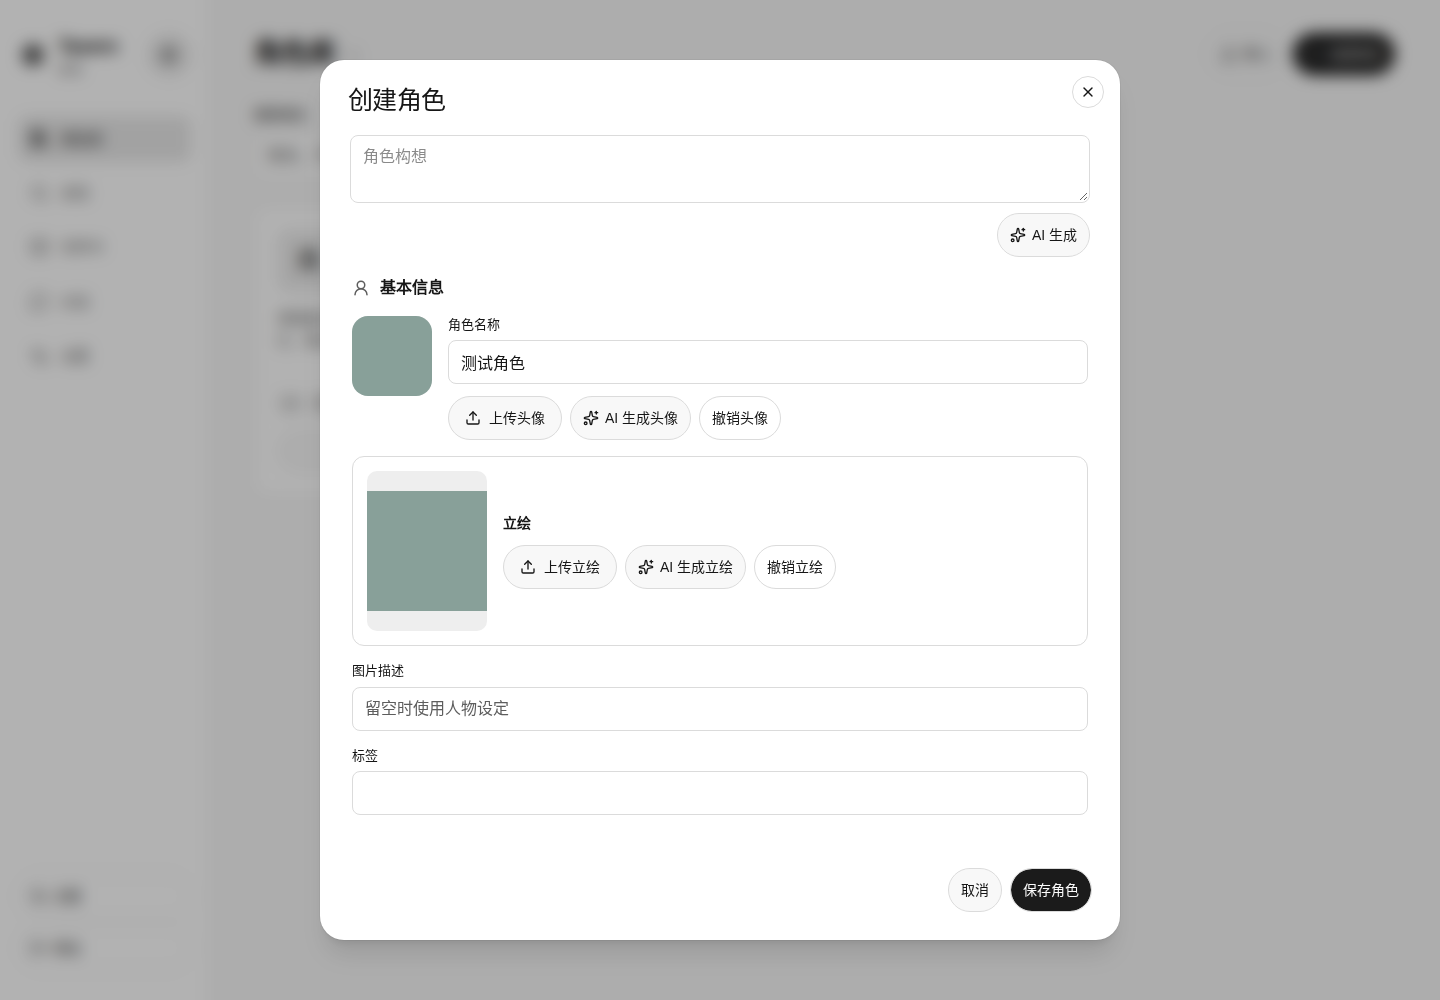 创建角色
角色构想
AI 生成
基本信息
角色名称
测试角色
上传头像
AI 生成头像
撤销头像
立绘
上传立绘
AI 生成立绘
撤销立绘
图片描述
留空时使用人物设定
标签
取消
保存角色